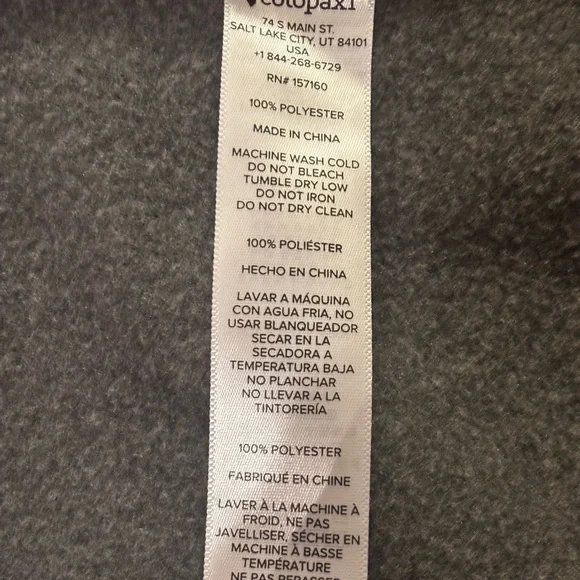 cotopaxi
74 S MAIN ST.
SALT LAKE CITY, UT 84101
USA
+1 844-268-6729
RN# 157160
100% POLYESTER
MADE IN CHINA
MACHINE WASH COLD
DO NOT BLEACH
TUMBLE DRY LOW
DO NOT IRON
DO NOT DRY CLEAN
100% POLIÉSTER
HECHO EN CHINA
LAVAR A MÁQUINA
CON AGUA FRIA, NO
USAR BLANQUEADOR
SECAR EN LA
SECADORA A
TEMPERATURA BAJA
NO PLANCHAR
NO LLEVAR A LA
TINTORERÍA
100% POLYESTER
FABRIQUÉ EN CHINE
LAVER À LA MACHINE À
FROID, NE PAS
JAVELLISER, SÉCHER EN
MACHINE À BASSE
TEMPÉRATURE
NE PAS REPASSER